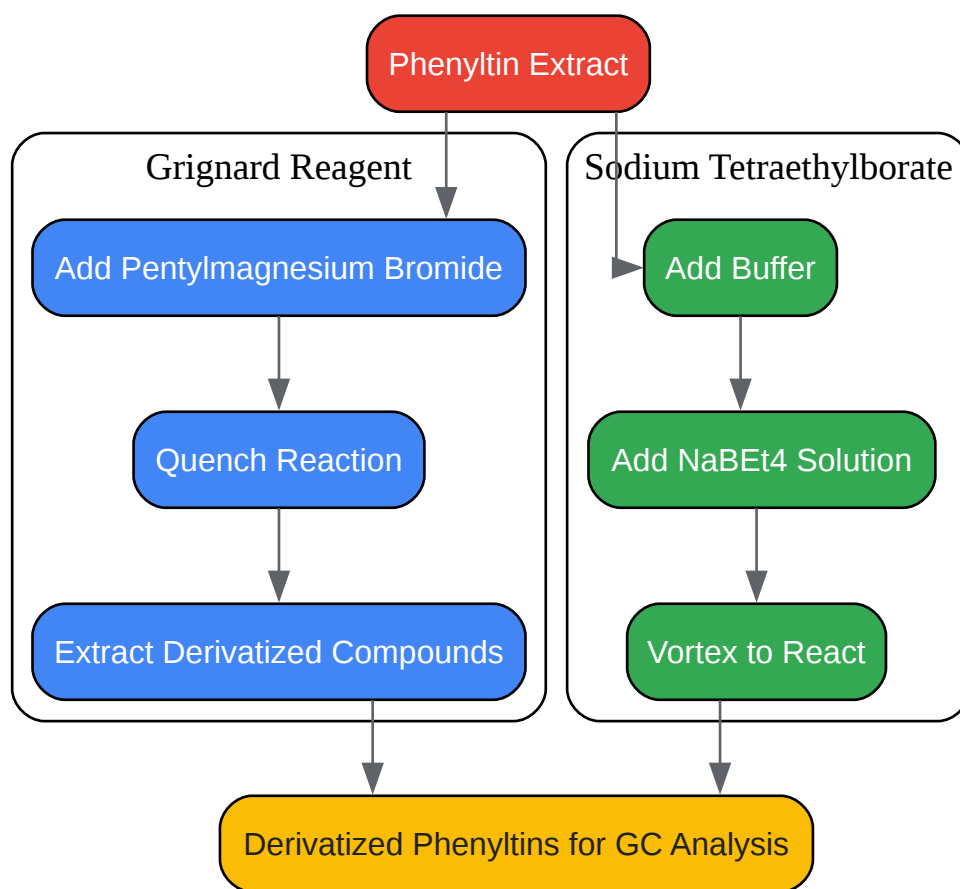 Phenyltin Extract
Grignard Reagent
Add Pentylmagnesium Bromide
Quench Reaction
Extract Derivatized Compounds
Sodium Tetraethylborate
Add Buffer
Add NaBEt4 Solution
Vortex to React
Derivatized Phenyltins for GC Analysis